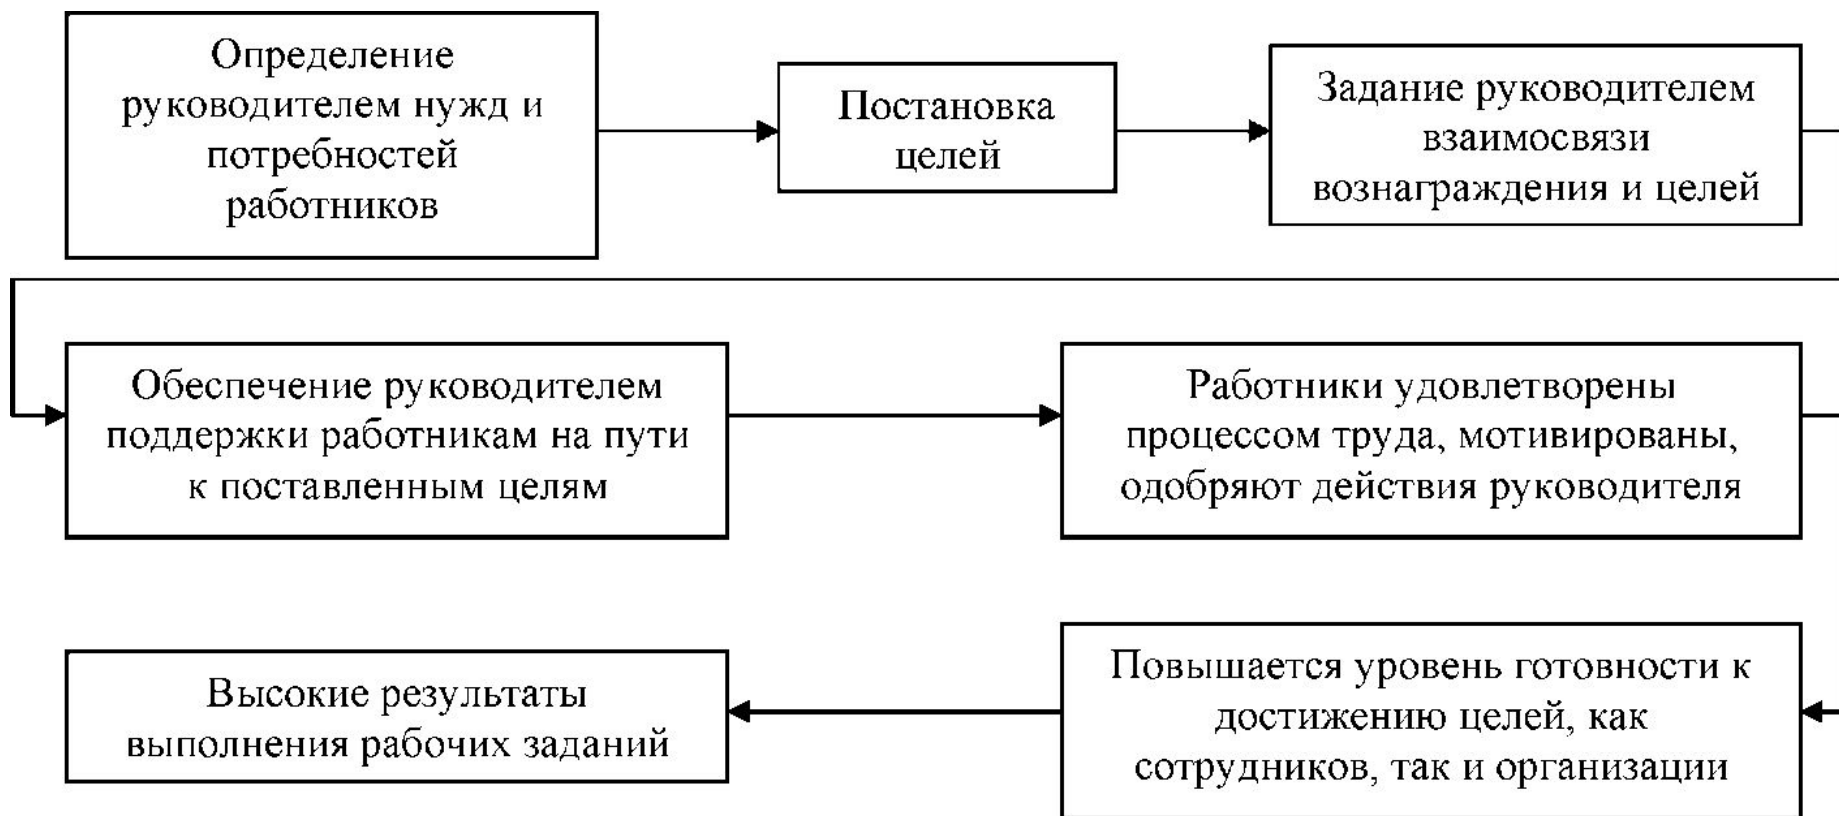 Определение
руководителем нужд и
потребностей
работников
Постановка
целей
Задание руководителем
взаимосвязи
вознаграждения и целей
Обеспечение руководителем
поддержки работникам на пути
к поставленным целям
Работники удовлетворены
процессом труда, мотивированы,
одобряют действия руководителя
Повышается уровень готовности к
достижению целей, как
сотрудников, так и организации
Высокие результаты
выполнения рабочих заданий